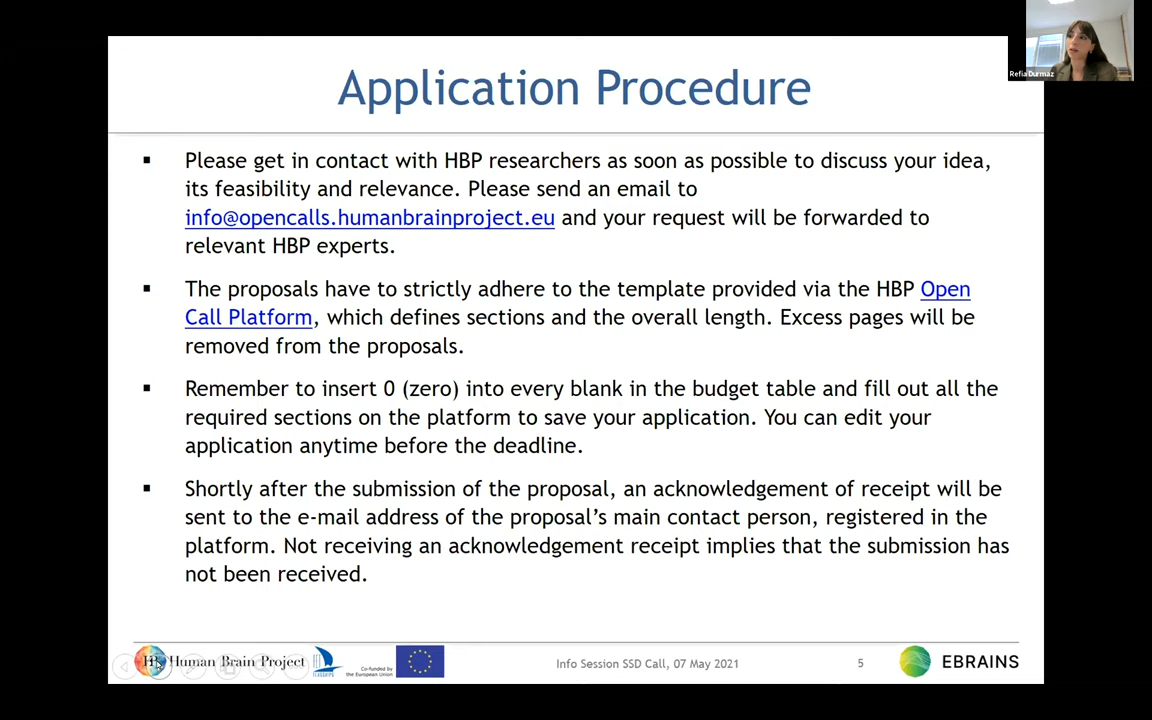 Refia Durmaz
Application Procedure
▪ Please get in contact with HBP researchers as soon as possible to discuss your idea,
its feasibility and relevance. Please send an email to
info@opencalls.humanbrainproject.eu and your request will be forwarded to
relevant HBP experts.
▪ The proposals have to strictly adhere to the template provided via the HBP Open
Call Platform, which defines sections and the overall length. Excess pages will be
removed from the proposals.
▪ Remember to insert 0 (zero) into every blank in the budget table and fill out all the
required sections on the platform to save your application. You can edit your
application anytime before the deadline.
▪ Shortly after the submission of the proposal, an acknowledgement of receipt will be
sent to the e-mail address of the proposal’s main contact person, registered in the
platform. Not receiving an acknowledgement receipt implies that the submission has
not been received.
Human Brain Project
Co-funded by
the European Union
Info Session SSD Call, 07 May 2021
5
EBRAINS